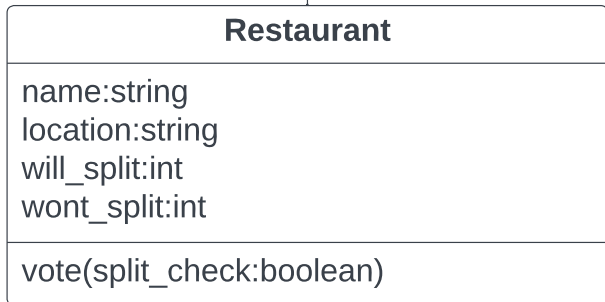 Restaurant
name:string
location:string
will_split:int
wont_split:int
vote(split_check:boolean)